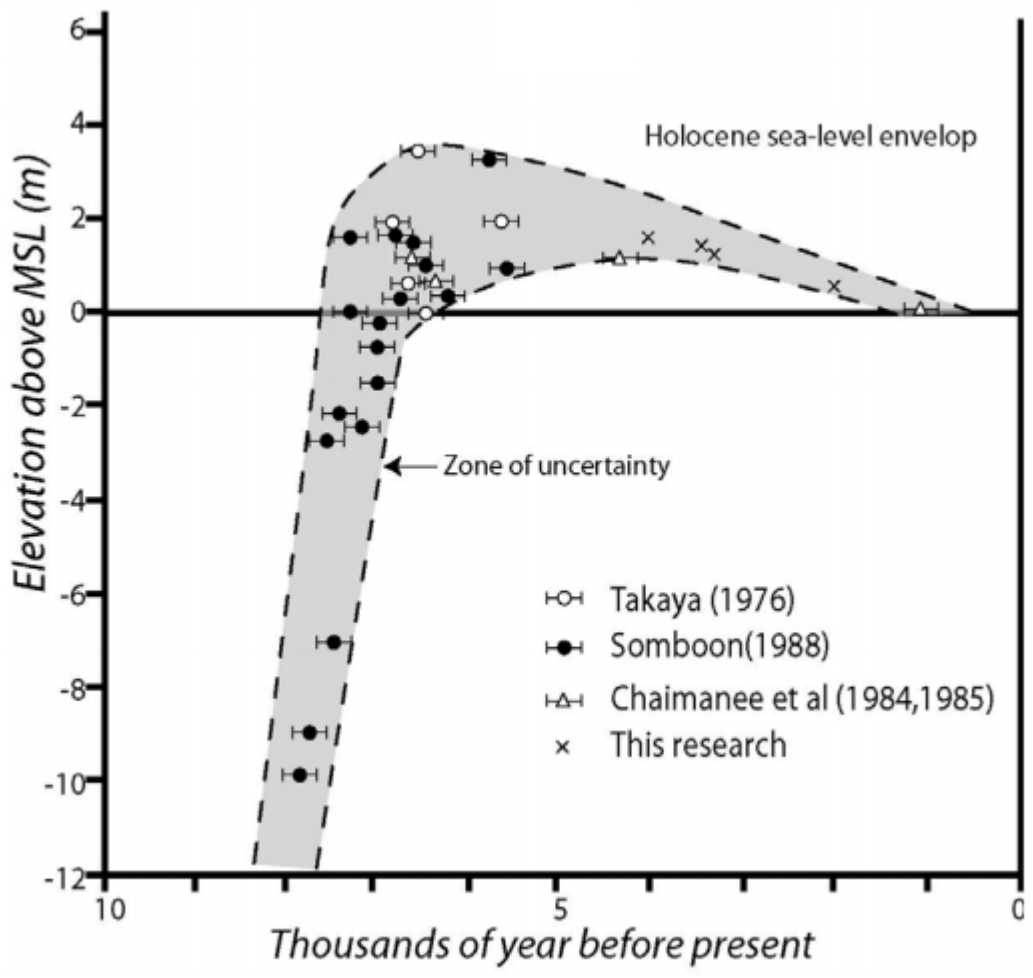 6
4
2
0
-2
-4
-6
-8
-10
-12
Elevation above MSL (m)
Holocene sea-level envelop
Zone of uncertainty
Takaya (1976)
Somboon(1988)
Chaimanee et al (1984,1985)
This research
10
5
0
Thousands of year before present